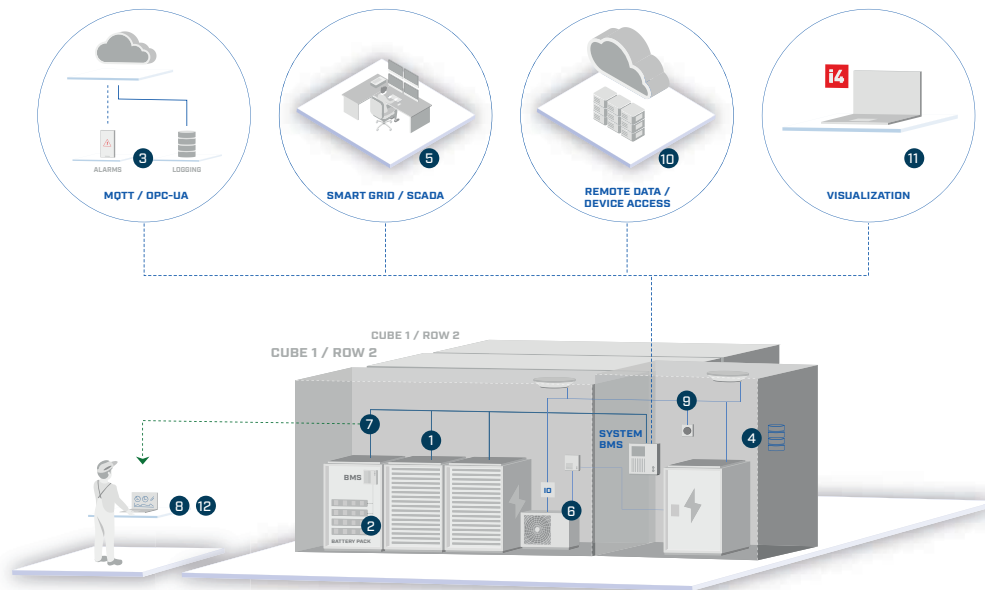 i4
3
5
10
11
ALARMS
LOGGING
MQTT / OPC-UA
SMART GRID / SCADA
REMOTE DATA /
DEVICE ACCESS
VISUALIZATION
CUBE 1 / ROW 2
CUBE 1 / ROW 2
9
7
1
SYSTEM
BMS
4
BMS
IO
8
12
2
6
BATTERY PACK